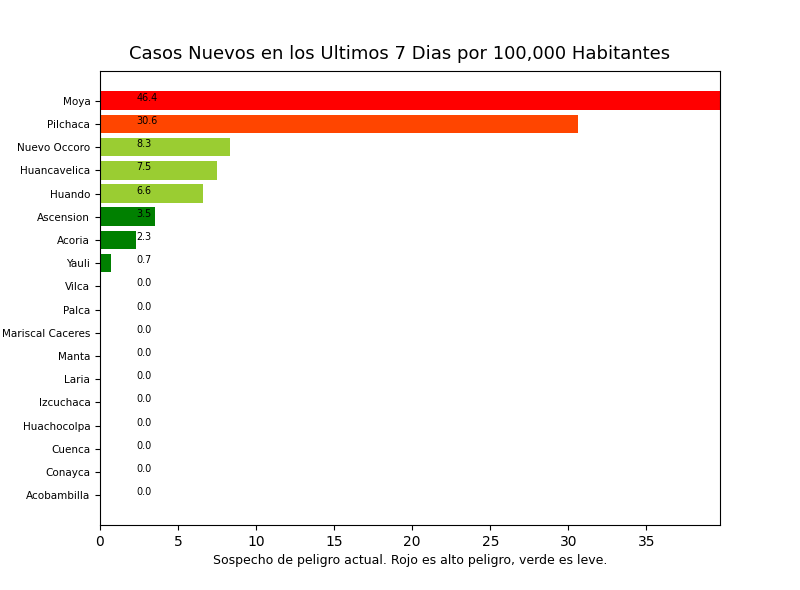 Casos Nuevos en los Ultimos 7 Dias por 100,000 Habitantes
Moya 46.4
Pilchaca 30.6
Nuevo Occoro 8.3
Huancavelica 7.5
Huando 6.6
Ascension 3.5
Acoria 2.3
Yauli 0.7
Vilca 0.0
Palca 0.0
Mariscal Caceres 0.0
Manta 0.0
Laria 0.0
Izcuchaca 0.0
Huachocolpa 0.0
Cuenca 0.0
Conayca 0.0
Acobambilla 0.0
0 5 10 15 20 25 30 35
Sospecho de peligro actual. Rojo es alto peligro, verde es leve.